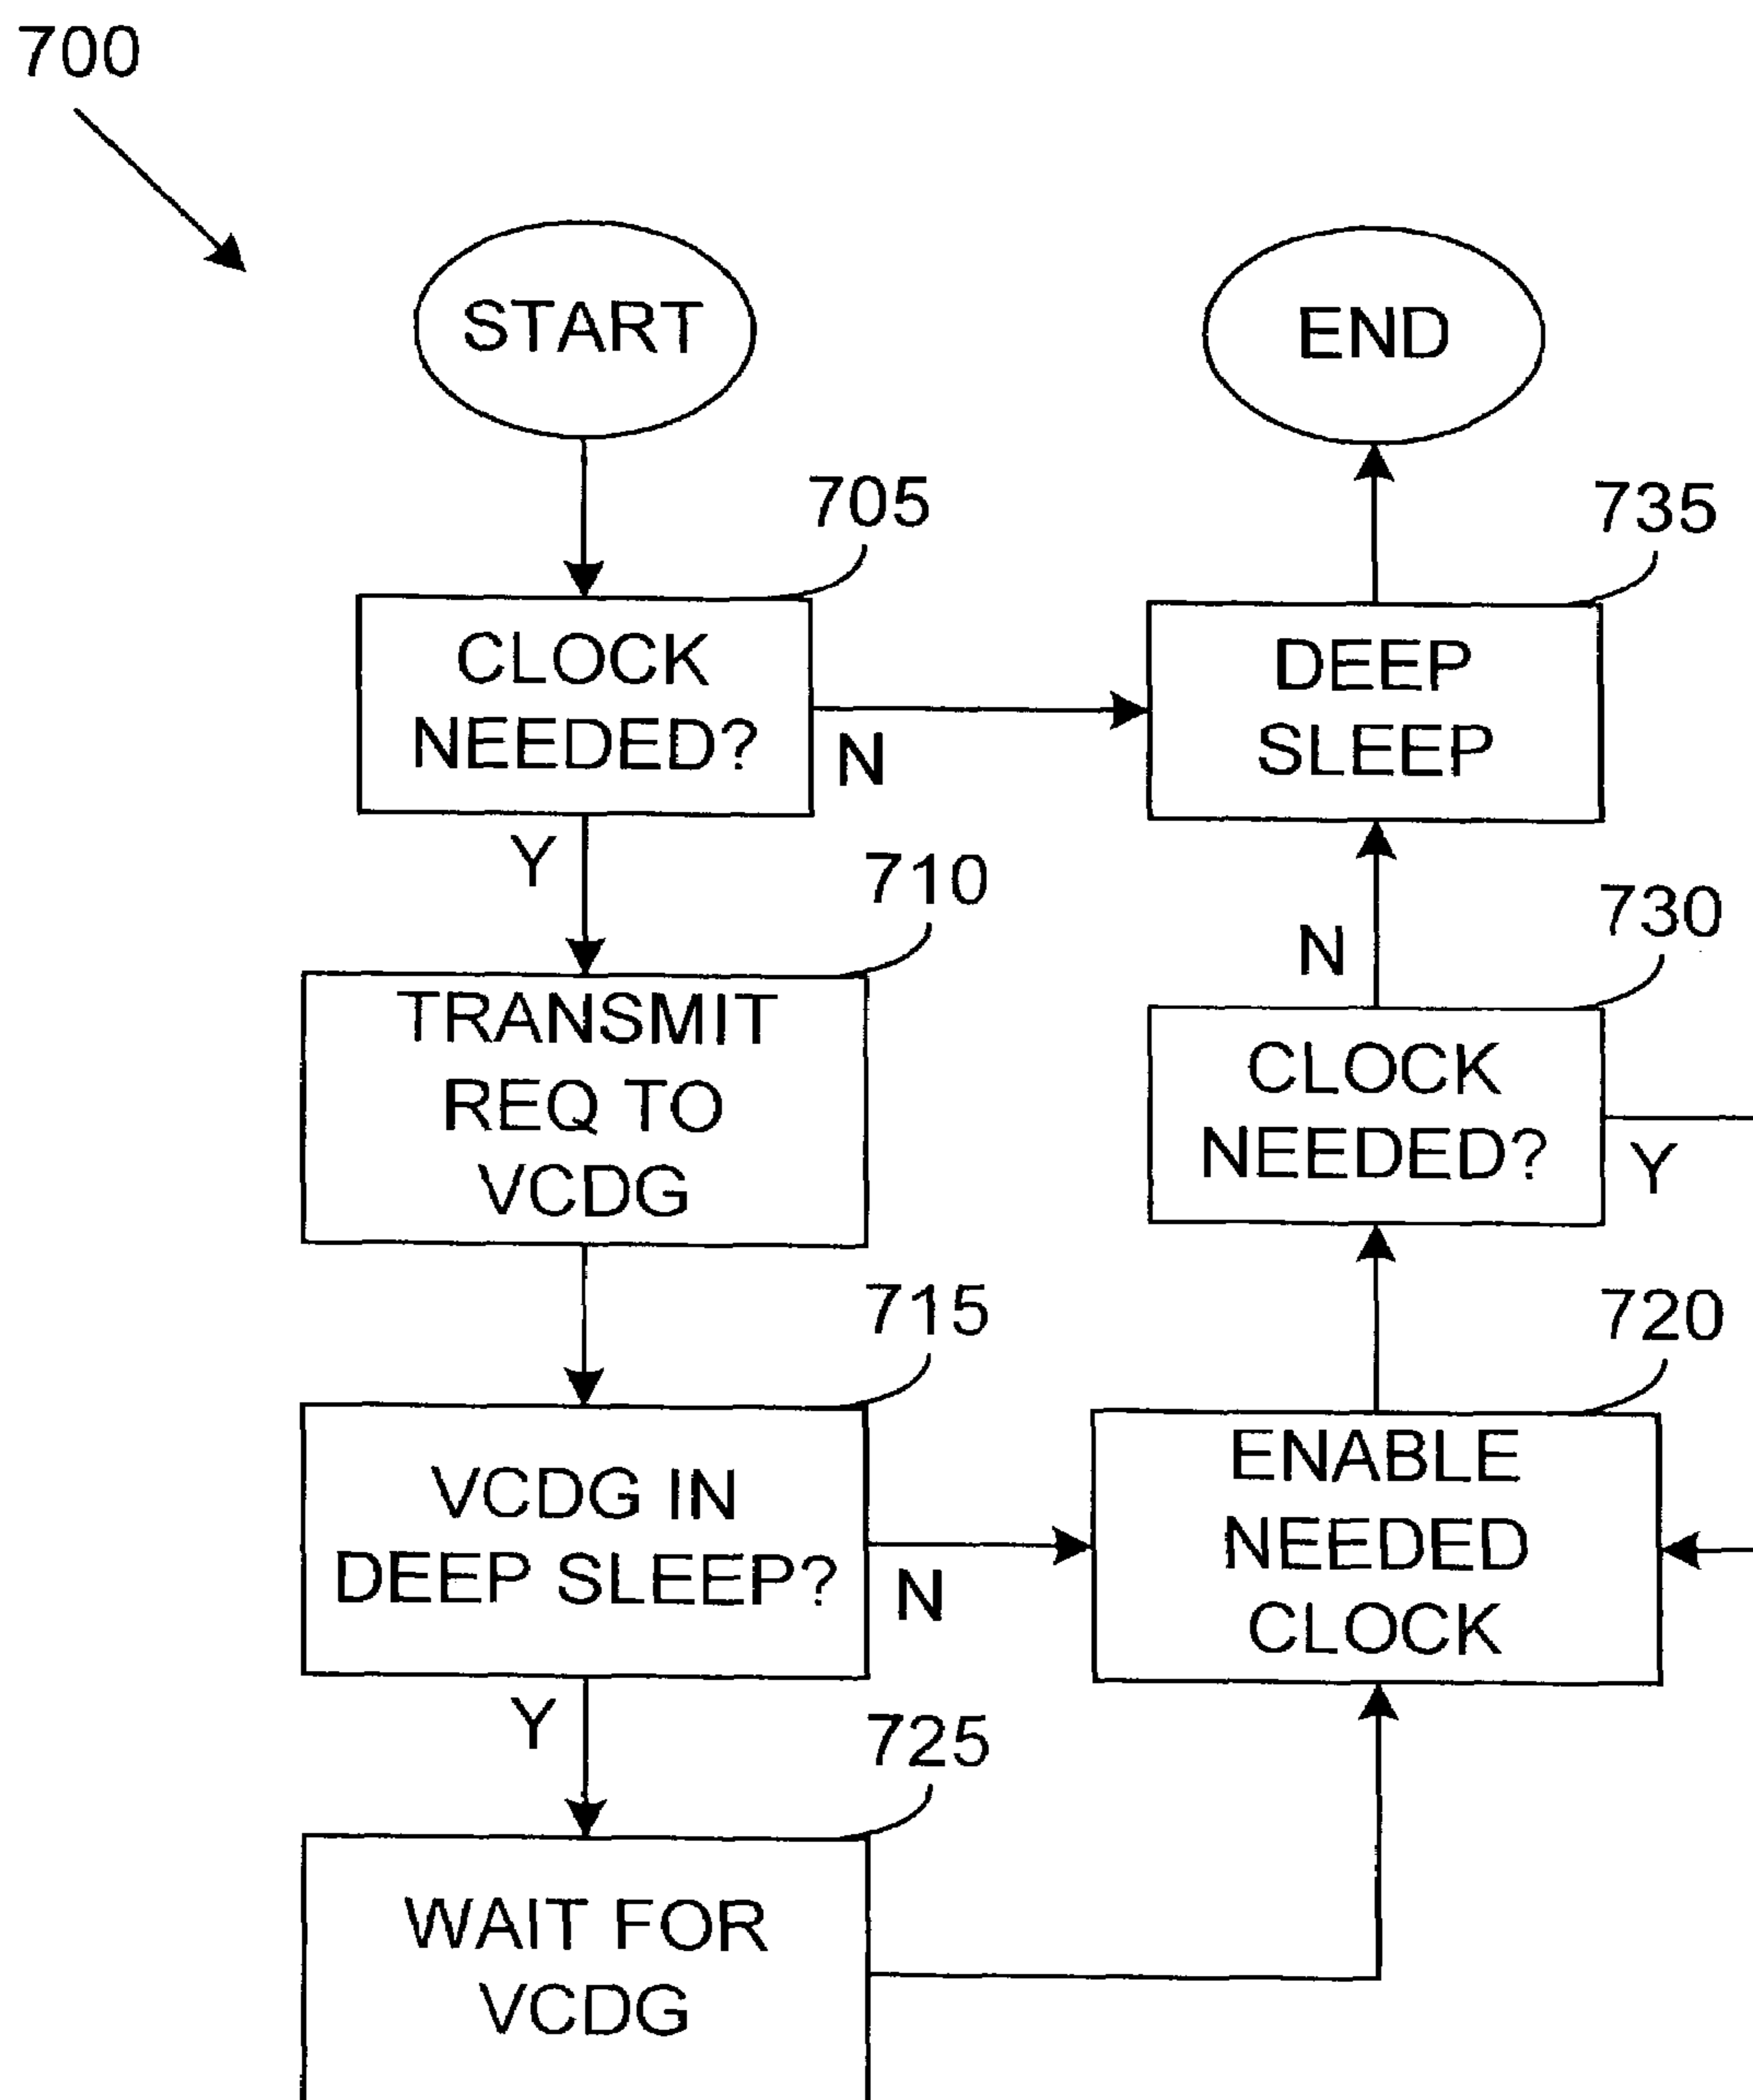 700
START
END
705
735
CLOCK
NEEDED?
DEEP
SLEEP
N
Y
710
730
N
TRANSMIT
REQ TO
VCDG
CLOCK
NEEDED?
Y
715
720
VCDG IN
DEEP SLEEP?
ENABLE
NEEDED
CLOCK
N
Y
725
WAIT FOR
VCDG